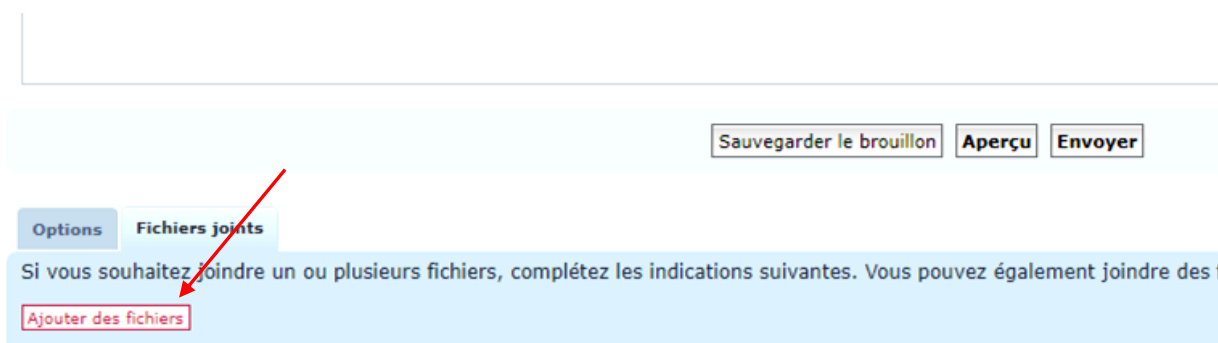 Sauvegarder le brouillon Aperçu Envoyer
Options Fichiers joints
Si vous souhaitez joindre un ou plusieurs fichiers, complétez les indications suivantes. Vous pouvez également joindre des
Ajouter des fichiers